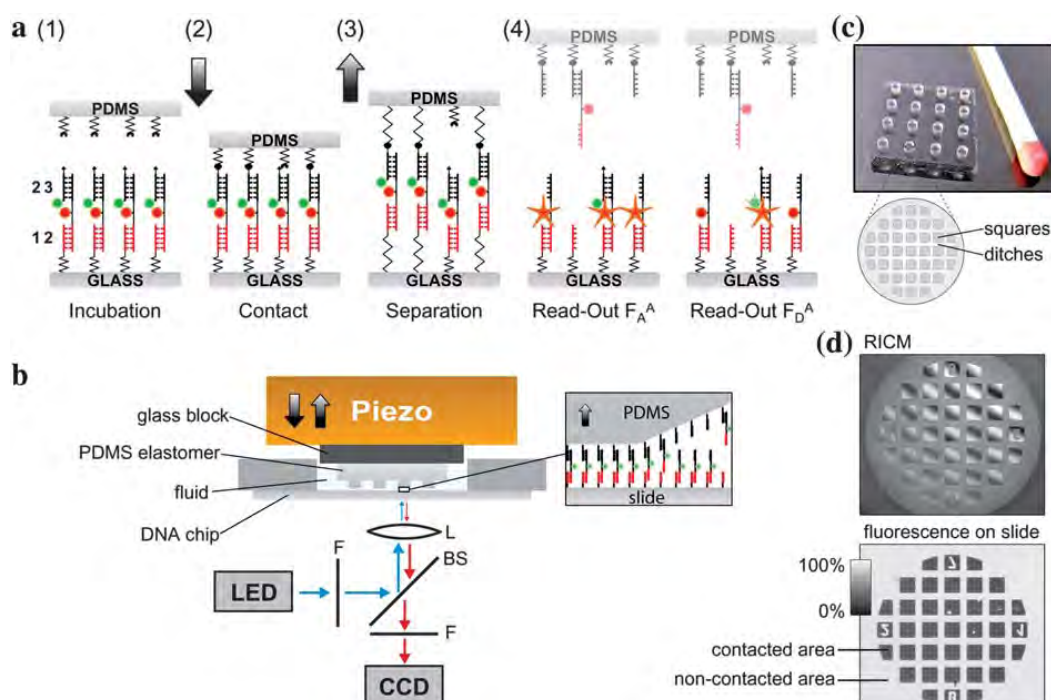 a (1) (2) (3) (4)
PDMS
PDMS
PDMS
PDMS
PDMS
2 3
1 2
GLASS
GLASS
GLASS
GLASS
GLASS
Incubation
Contact
Separation
Read-Out F_A^A
Read-Out F_D^A
(c)
squares
ditches
b
Piezo
glass block
PDMS elastomer
fluid
DNA chip
PDMS
slide
L
BS
F
LED
F
CCD
(d)
RICM
fluorescence on slide
100%
0%
contacted area
non-contacted area